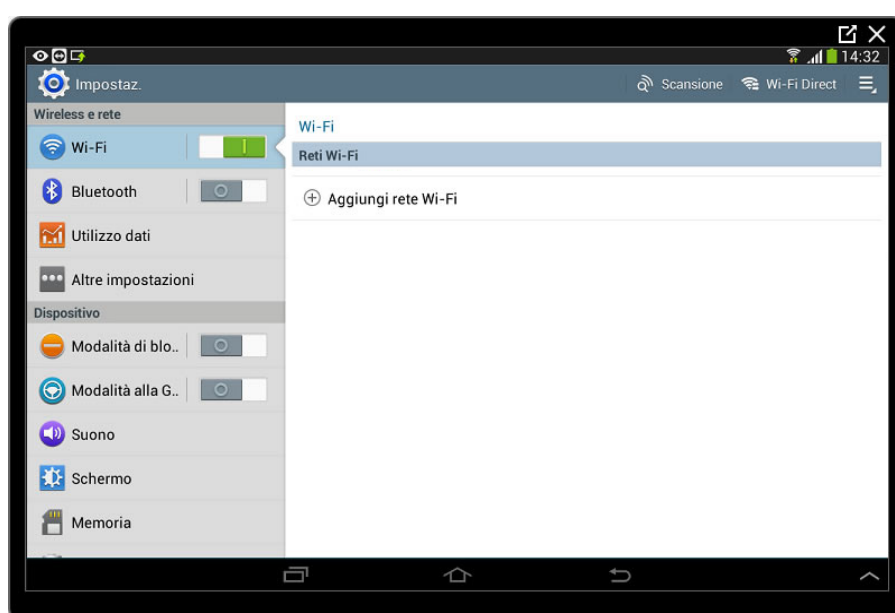 14:32
Impostaz.
Scansione
Wi-Fi Direct
Wireless e rete
Wi-Fi
Bluetooth
Utilizzo dati
Altre impostazioni
Dispositivo
Modalità di blo..
Modalità alla G..
Suono
Schermo
Memoria
Wi-Fi
Reti Wi-Fi
Aggiungi rete Wi-Fi